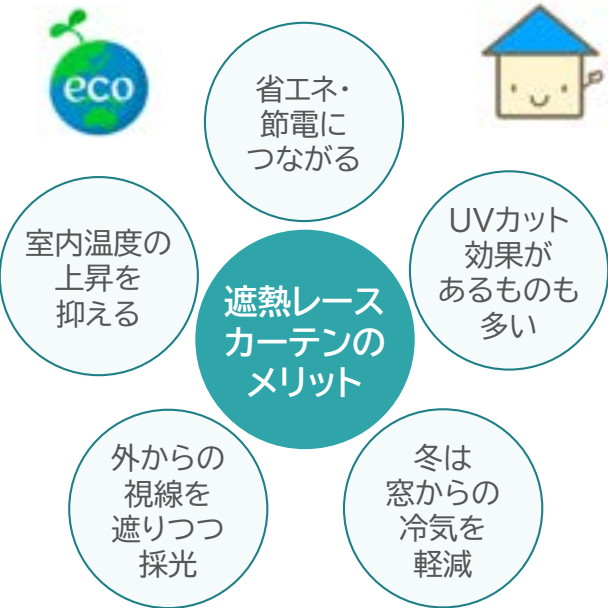 eco
省エネ・
節電に
つながる
UVカット
効果が
あるものも
多い
室内温度の
上昇を
抑える
遮熱レース
カーテンの
メリット
外からの
視線を
遮りつつ
採光
冬は
窓からの
冷気を
軽減